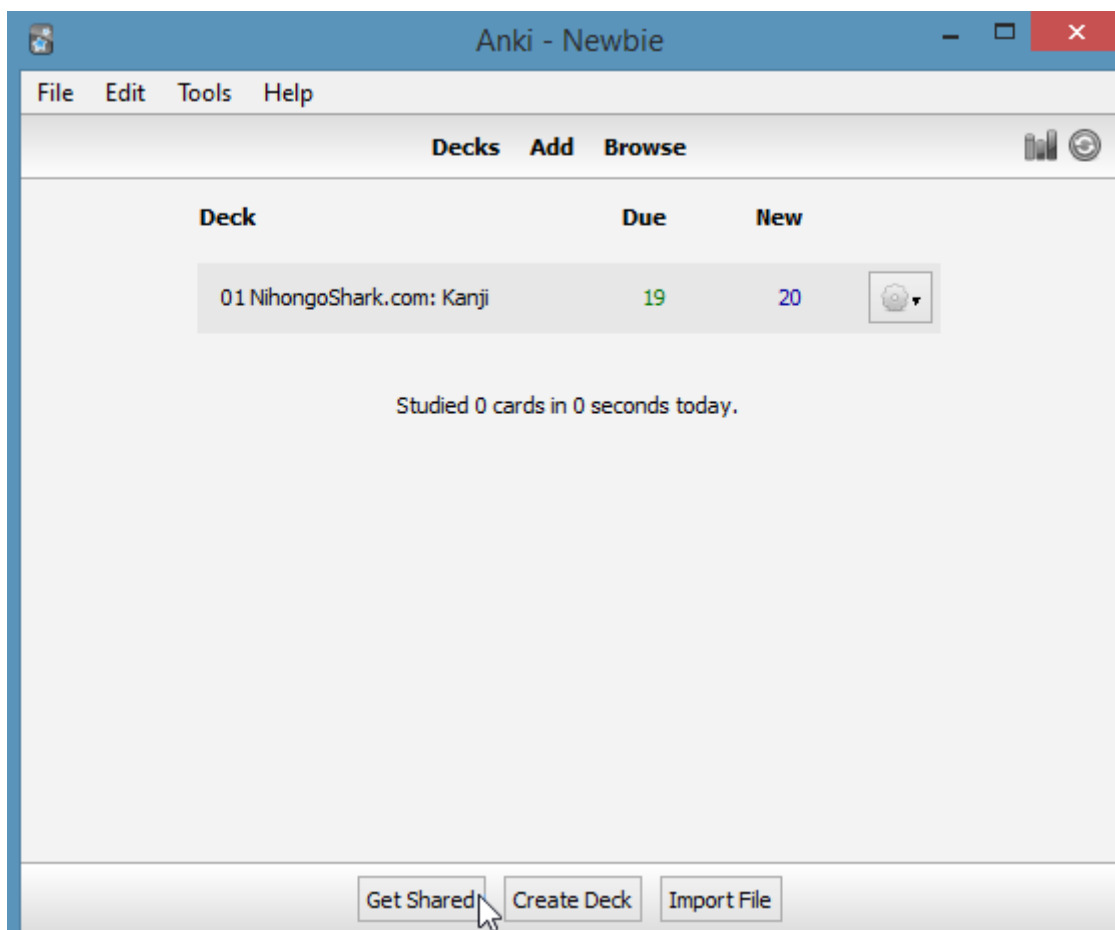 Anki - Newbie
File Edit Tools Help
Decks Add Browse
Deck Due New
01 NihongoShark.com: Kanji 19 20
Studied 0 cards in 0 seconds today.
Get Shared Create Deck Import File